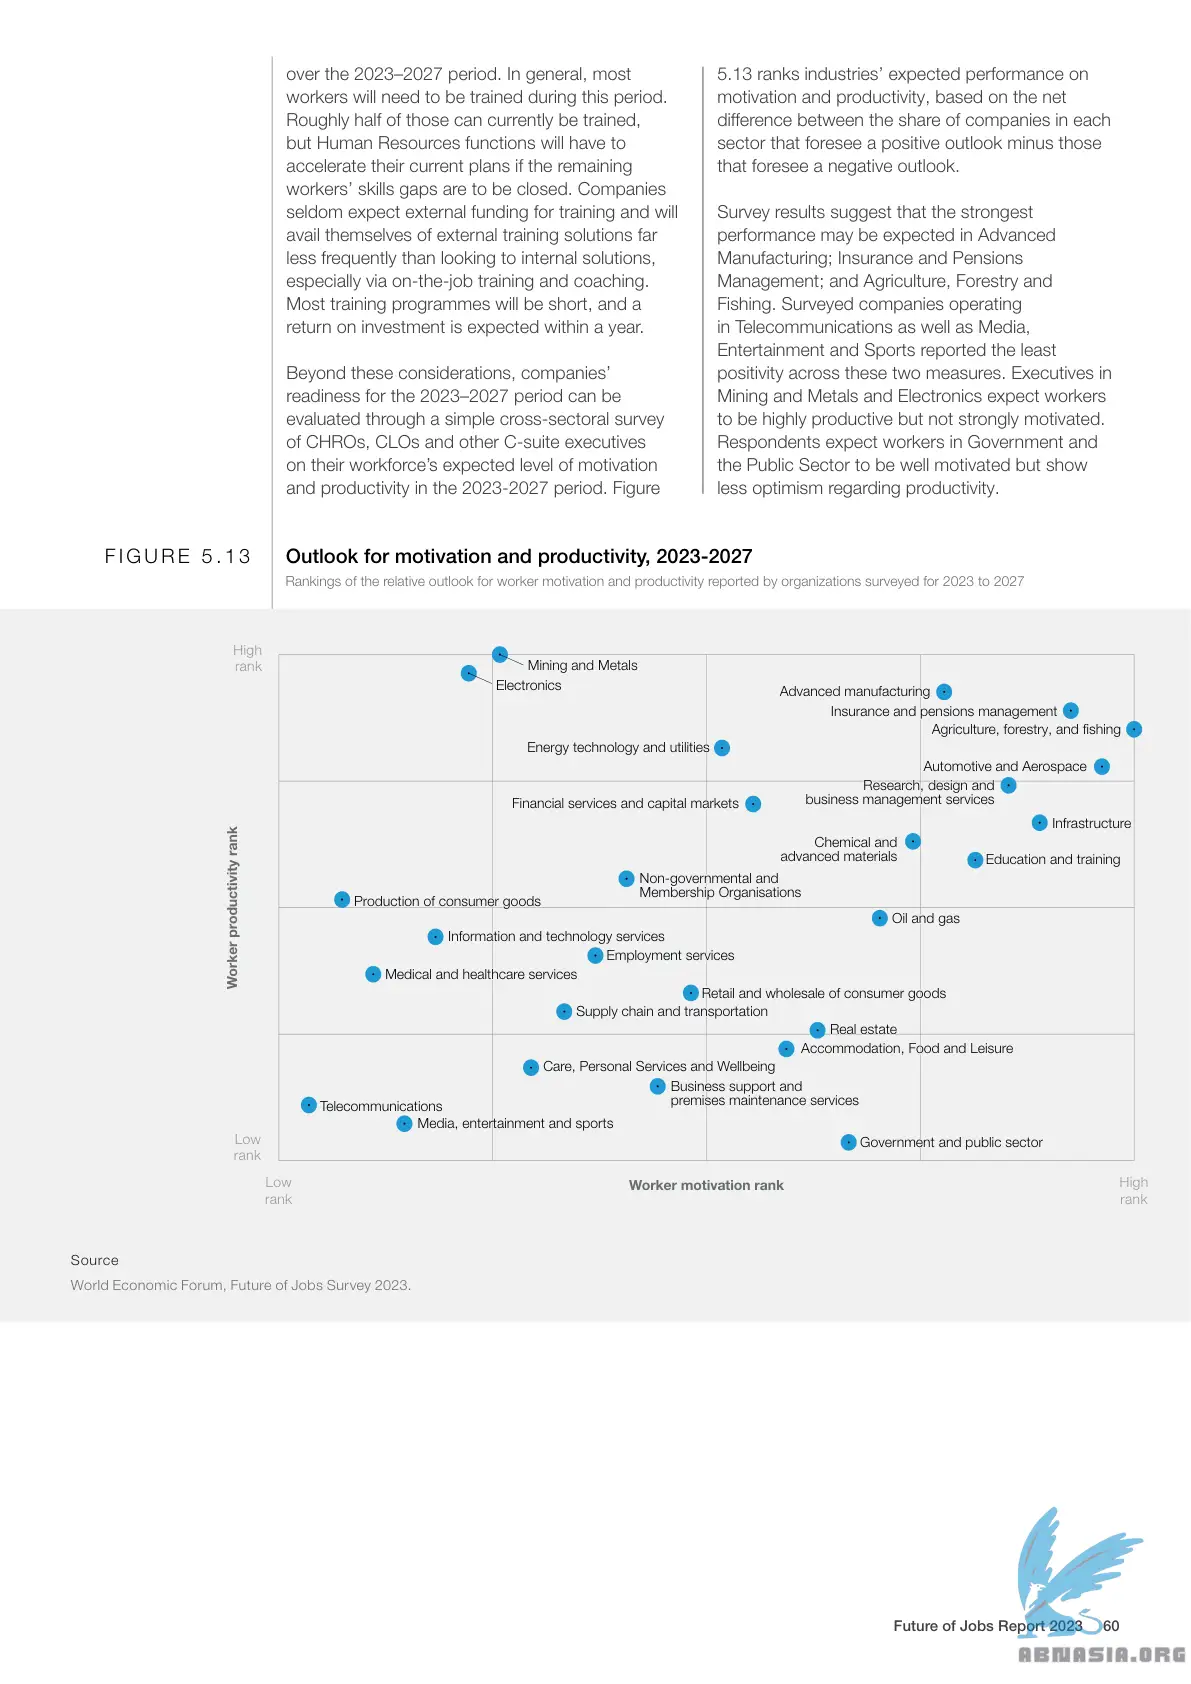 over the 2023–2027 period. In general, most
workers will need to be trained during this period.
Roughly half of those can currently be trained,
but Human Resources functions will have to
accelerate their current plans if the remaining
workers’ skills gaps are to be closed. Companies
seldom expect external funding for training and will
avail themselves of external training solutions far
less frequently than looking to internal solutions,
especially via on-the-job training and coaching.
Most training programmes will be short, and a
return on investment is expected within a year.
Beyond these considerations, companies’
readiness for the 2023–2027 period can be
evaluated through a simple cross-sectoral survey
of CHROs, CLOs and other C-suite executives
on their workforce’s expected level of motivation
and productivity in the 2023-2027 period. Figure
5.13 ranks industries’ expected performance on
motivation and productivity, based on the net
difference between the share of companies in each
sector that foresee a positive outlook minus those
that foresee a negative outlook.
Survey results suggest that the strongest
performance may be expected in Advanced
Manufacturing; Insurance and Pensions
Management; and Agriculture, Forestry and
Fishing. Surveyed companies operating
in Telecommunications as well as Media,
Entertainment and Sports reported the least
positivity across these two measures. Executives in
Mining and Metals and Electronics expect workers
to be highly productive but not strongly motivated.
Respondents expect workers in Government and
the Public Sector to be well motivated but show
less optimism regarding productivity.
FIGURE 5.13
Outlook for motivation and productivity, 2023-2027
Rankings of the relative outlook for worker motivation and productivity reported by organizations surveyed for 2023 to 2027
High
rank
Mining and Metals
Electronics
Advanced manufacturing
Insurance and pensions management
Agriculture, forestry, and fishing
Energy technology and utilities
Automotive and Aerospace
Research, design and
business management services
Financial services and capital markets
Infrastructure
Chemical and
advanced materials
Education and training
Non-governmental and
Membership Organisations
Production of consumer goods
Oil and gas
Information and technology services
Employment services
Medical and healthcare services
Retail and wholesale of consumer goods
Supply chain and transportation
Real estate
Accommodation, Food and Leisure
Care, Personal Services and Wellbeing
Business support and
premises maintenance services
Telecommunications
Media, entertainment and sports
Government and public sector
Worker productivity rank
Low
rank
Low
rank
Worker motivation rank
High
rank
Source
World Economic Forum, Future of Jobs Survey 2023.
Future of Jobs Report 2023 60
ABNASIA.ORG